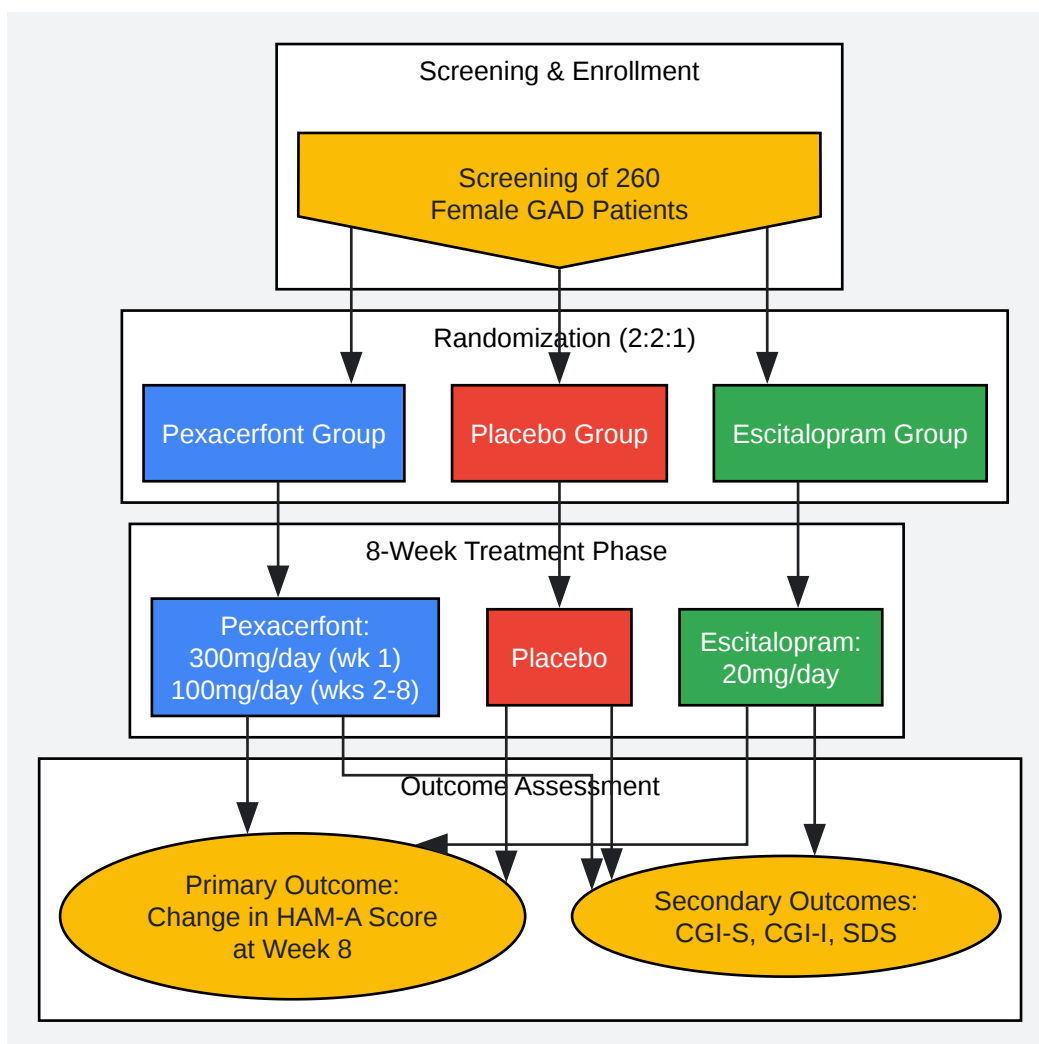 Screening & Enrollment
Screening of 260
Female GAD Patients
Randomization (2:2:1)
Pexacerfont Group
Placebo Group
Escitalopram Group
8-Week Treatment Phase
Pexacerfont:
300mg/day (wk 1)
100mg/day (wks 2-8)
Placebo
Escitalopram:
20mg/day
Outcome Assessment
Primary Outcome:
Change in HAM-A Score
at Week 8
Secondary Outcomes:
CGI-S, CGI-I, SDS